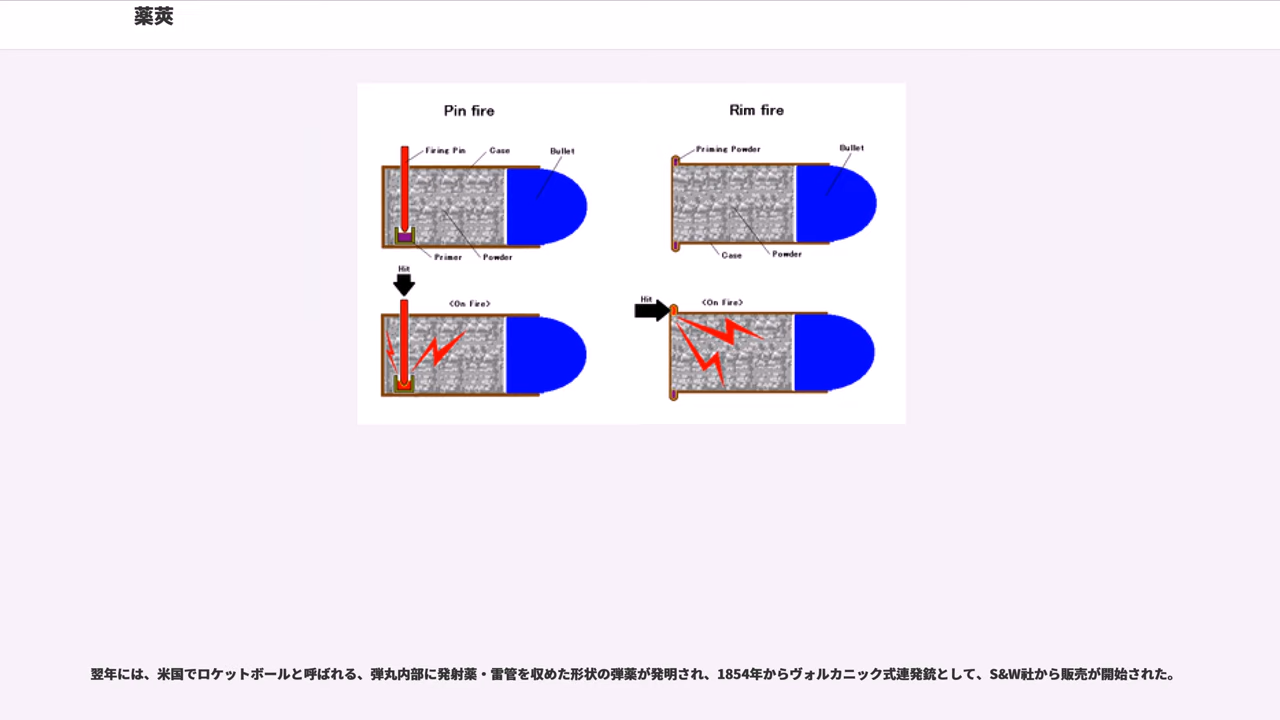 薬莢
Pin fire
Rim fire
Firing Pin
Case
Bullet
Priming Powder
Bullet
Primer
Powder
Case
Powder
Hit
<On Fire>
Hit
<On Fire>
翌年には、米国でロケットボールと呼ばれる、弾丸内部に発射薬・雷管を収めた形状の弾薬が発明され、1854年からヴォルカニック式連発銃として、S&W社から販売が開始された。